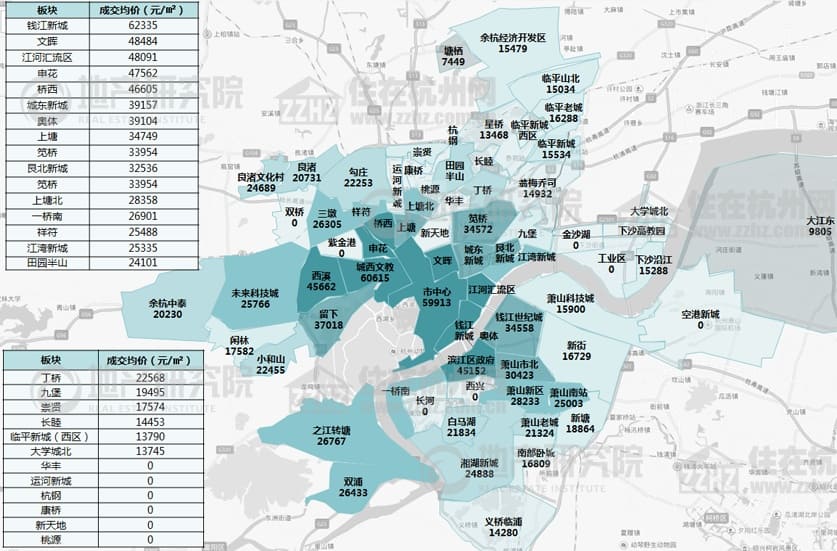 板块 成交均价（元/㎡）
钱江新城 62335
文晖 48484
江河汇流区 48091
申花 47562
桥西 46605
城东新城 39157
奥体 39104
上塘 34749
笕桥 33954
艮北新城 32536
笕桥 33954
上塘北 28358
一桥南 26901
祥符 25488
江湾新城 25335
田园半山 24101
余杭经济开发区
15479
塘栖
7449
临平山北
15034
临平老城
16288
星桥
13468
临平新城
西区
临平新城
15534
杭钢
崇贤
良渚
20731
良渚文化村
24689
勾庄
22253
运河新城
康桥
田园
半山
长睦
桃源
华丰
丁桥
翁梅乔司
14932
双桥
0
三墩
26305
祥符
上塘北
桥西
上塘
新天地
笕桥
34572
九堡
金沙湖
0
大学城北
下沙高教园
大江东
9805
紫金港
0
申花
文晖
城东
新城
艮北
新城
江湾新城
工业区
0
下沙沿江
15288
西溪
45662
城西文教
60615
市中心
59913
江河汇流区
未来科技城
25766
余杭中泰
20230
留下
37018
闲林
17582
小和山
22455
钱江
新城
奥体
钱江世纪城
34558
萧山科技城
15900
空港新城
0
新街
16729
滨江区政府
45152
萧山市北
30423
一桥南
西兴
0
长河
0
萧山新区
28233
萧山南站
25003
白马湖
21834
萧山老城
21324
新塘
18864
之江转塘
26767
双浦
26433
湘湖新城
24888
南部卧城
16809
义桥临浦
14280
板块 成交均价（元/㎡）
丁桥 22568
九堡 19495
崇贤 17574
长睦 14453
临平新城（西区） 13790
大学城北 13745
华丰 0
运河新城 0
杭钢 0
康桥 0
新天地 0
桃源 0
地产研究院
REAL ESTATE INSTITUTE
住在杭州网
www.zzhz.com